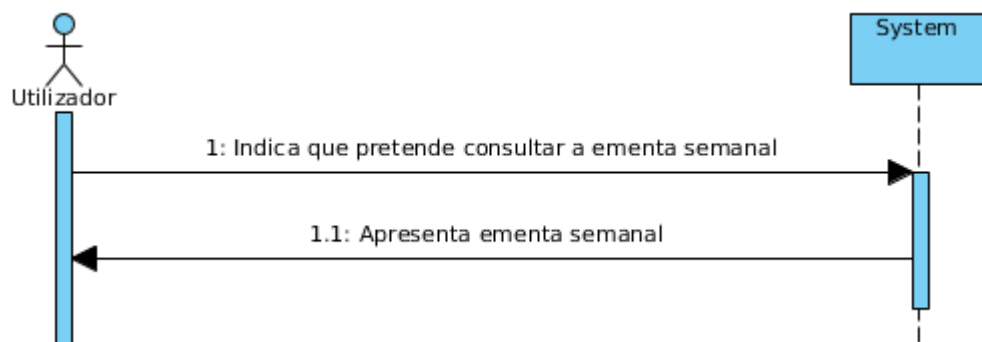 System
Utilizador
1: Indica que pretende consultar a ementa semanal
1.1: Apresenta ementa semanal